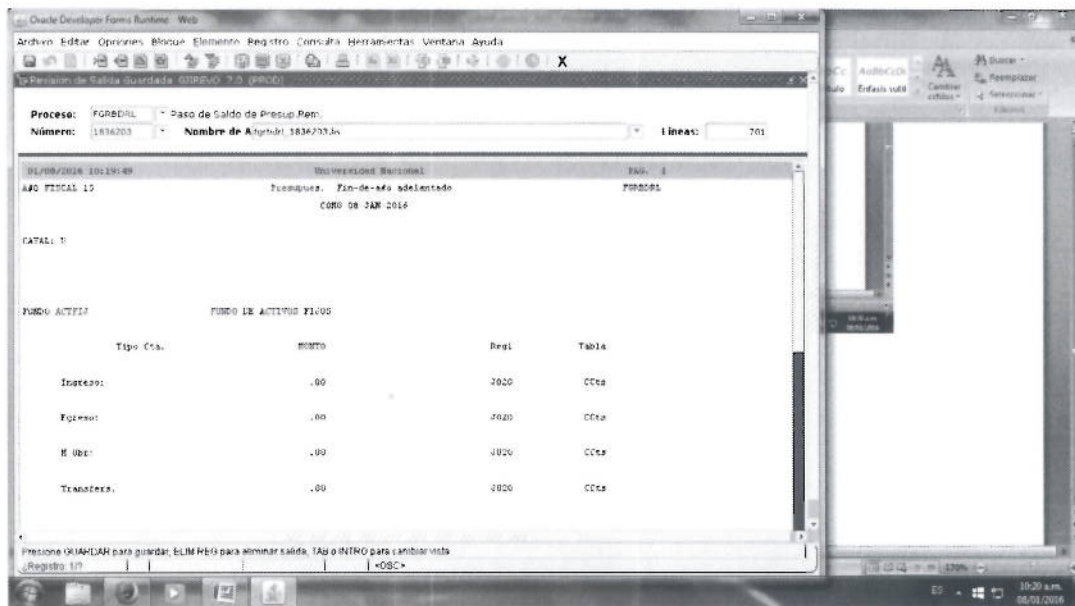 Oracle Developer Forms Runtime Web
Archivo Editar Opciones Bloque Elemento Registro Consulta Herramientas Ventana Ayuda
X
Revision de Salida Guardada GJIREVO 7.0 (PROD)
Proceso: FGRBDRL Paso de Saldo de Presup.Rem.
Número: 1836203 Nombre de A fgrbdrl_1836203.lis Líneas: 701
01/08/2016 10:19:49 Universidad Nacional PAG. 1
AñO FISCAL 15 Presupues. Fin-de-año adelentado FGRBDRL
COMO 08 JAN 2016
CATAL: U
FONDO ACTFIJ FONDO DE ACTIVOS FIJOS
Tipo Cta. MONTO Regl Tabla
Ingreso: .00 J020 CCts
Egreso: .00 J020 CCts
M Obr: .00 J020 CCts
Transfers. .00 J020 CCts
Presione GUARDAR para guardar, ELIM REG para eliminar salida, TAB o INTRO para cambiar vista
Registro: 1/? <OSC>
AaBbCcDc
Énfasis sutil
Cambiar estilos
Buscar
Reemplazar
Seleccionar
170%
ES 10:20 a.m.
08/01/2016